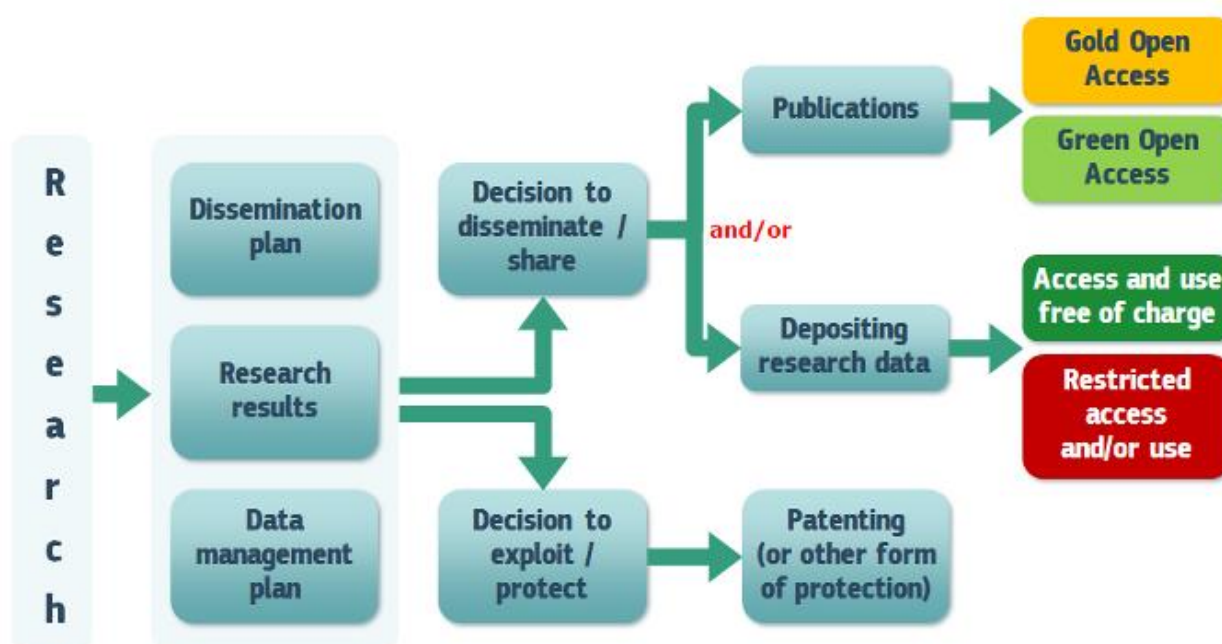 Research
Dissemination
plan
Research
results
Data
management
plan
Decision to
disseminate /
share
Decision to
exploit /
protect
and/or
Publications
Depositing
research data
Patenting
(or other form
of protection)
Gold Open
Access
Green Open
Access
Access and use
free of charge
Restricted
access
and/or use